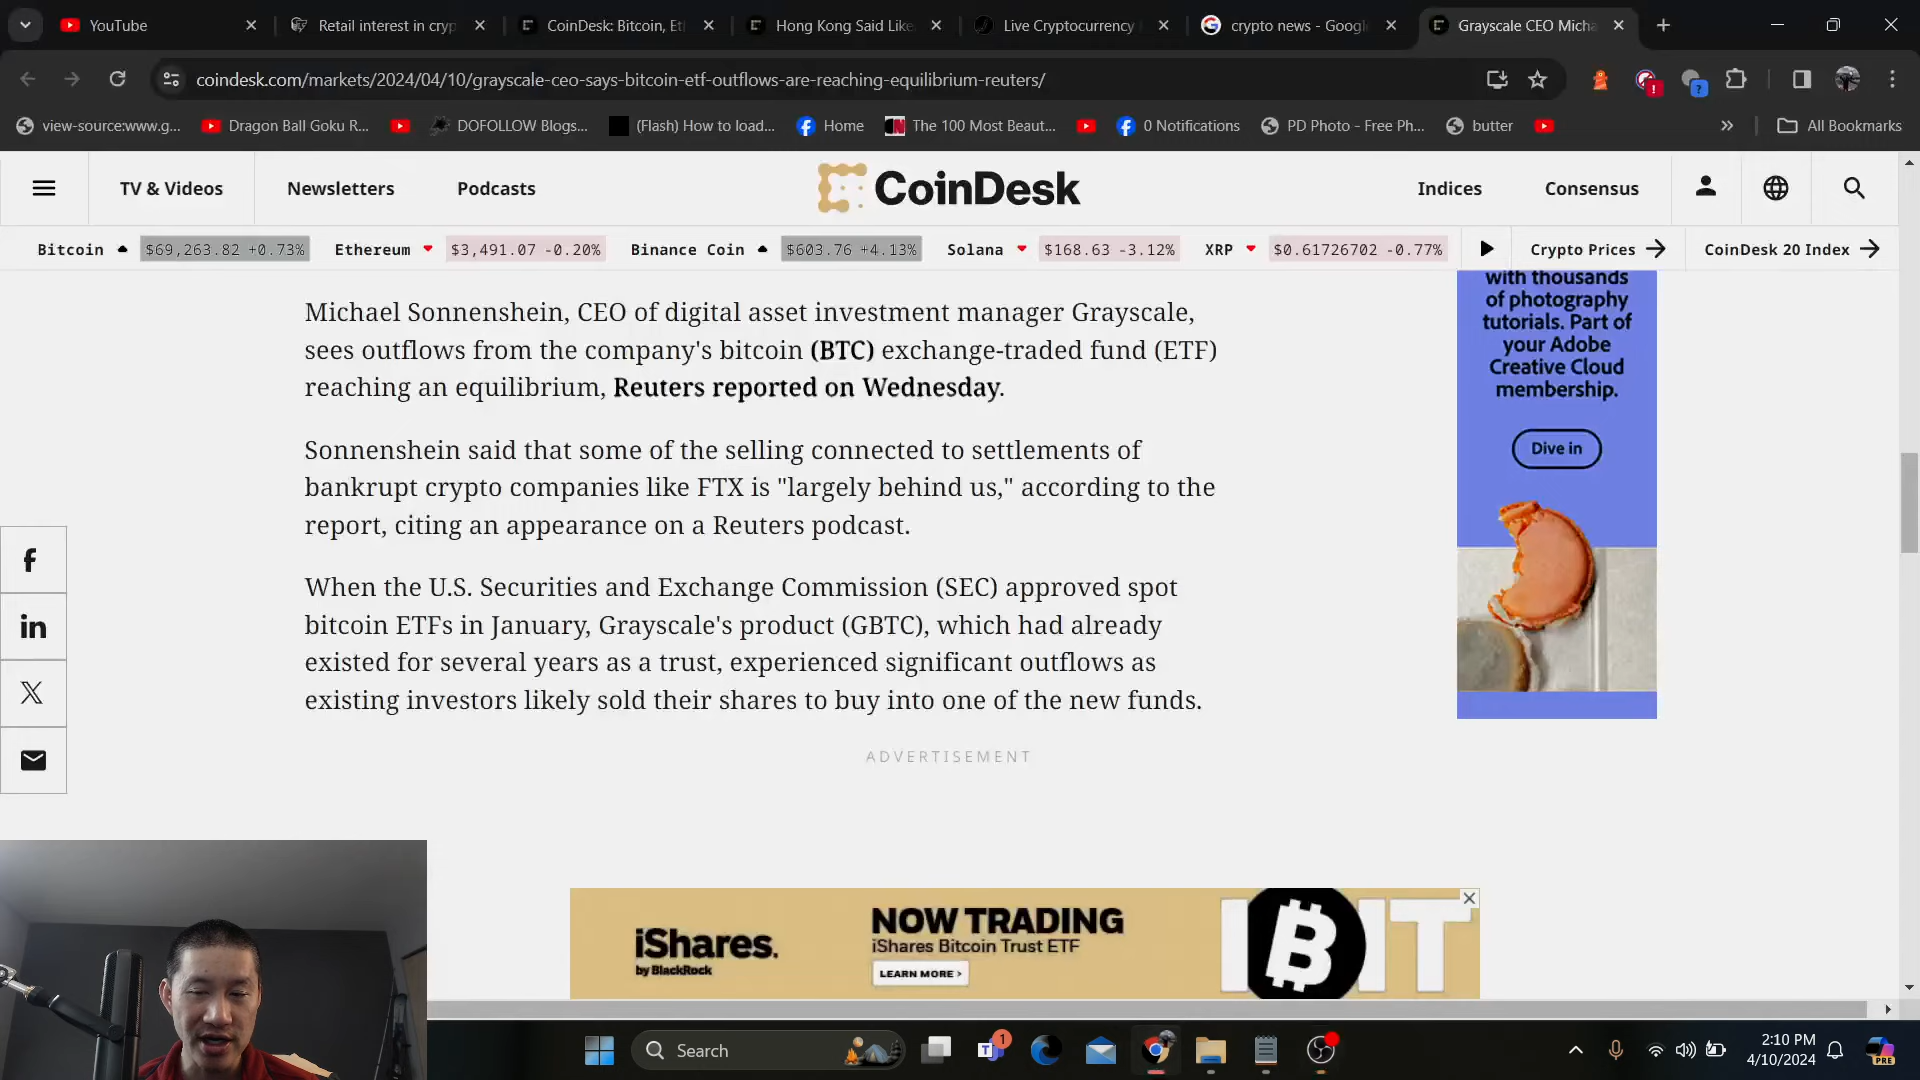 YouTube
Retail interest in cryp
CoinDesk: Bitcoin, Et
Hong Kong Said Like
Live Cryptocurrency
crypto news - Googl
Grayscale CEO Micha
coindesk.com/markets/2024/04/10/grayscale-ceo-says-bitcoin-etf-outflows-are-reaching-equilibrium-reuters/
view-source:www.g...
Dragon Ball Goku R...
DOFOLLOW Blogs...
(Flash) How to load...
Home
The 100 Most Beaut...
0 Notifications
PD Photo - Free Ph...
butter
All Bookmarks
TV & Videos
Newsletters
Podcasts
CoinDesk
Indices
Consensus
Bitcoin $69,263.82 +0.73%
Ethereum $3,491.07 -0.20%
Binance Coin $603.76 +4.13%
Solana $168.63 -3.12%
XRP $0.61726702 -0.77%
Crypto Prices
CoinDesk 20 Index
Michael Sonnenshein, CEO of digital asset investment manager Grayscale,
sees outflows from the company's bitcoin (BTC) exchange-traded fund (ETF)
reaching an equilibrium, Reuters reported on Wednesday.
Sonnenshein said that some of the selling connected to settlements of
bankrupt crypto companies like FTX is "largely behind us," according to the
report, citing an appearance on a Reuters podcast.
When the U.S. Securities and Exchange Commission (SEC) approved spot
bitcoin ETFs in January, Grayscale's product (GBTC), which had already
existed for several years as a trust, experienced significant outflows as
existing investors likely sold their shares to buy into one of the new funds.
with thousands
of photography
tutorials. Part of
your Adobe
Creative Cloud
membership.
Dive in
ADVERTISEMENT
iShares.
by BlackRock
NOW TRADING
iShares Bitcoin Trust ETF
LEARN MORE >
IBIT
Search
1
2:10 PM
4/10/2024
PRE